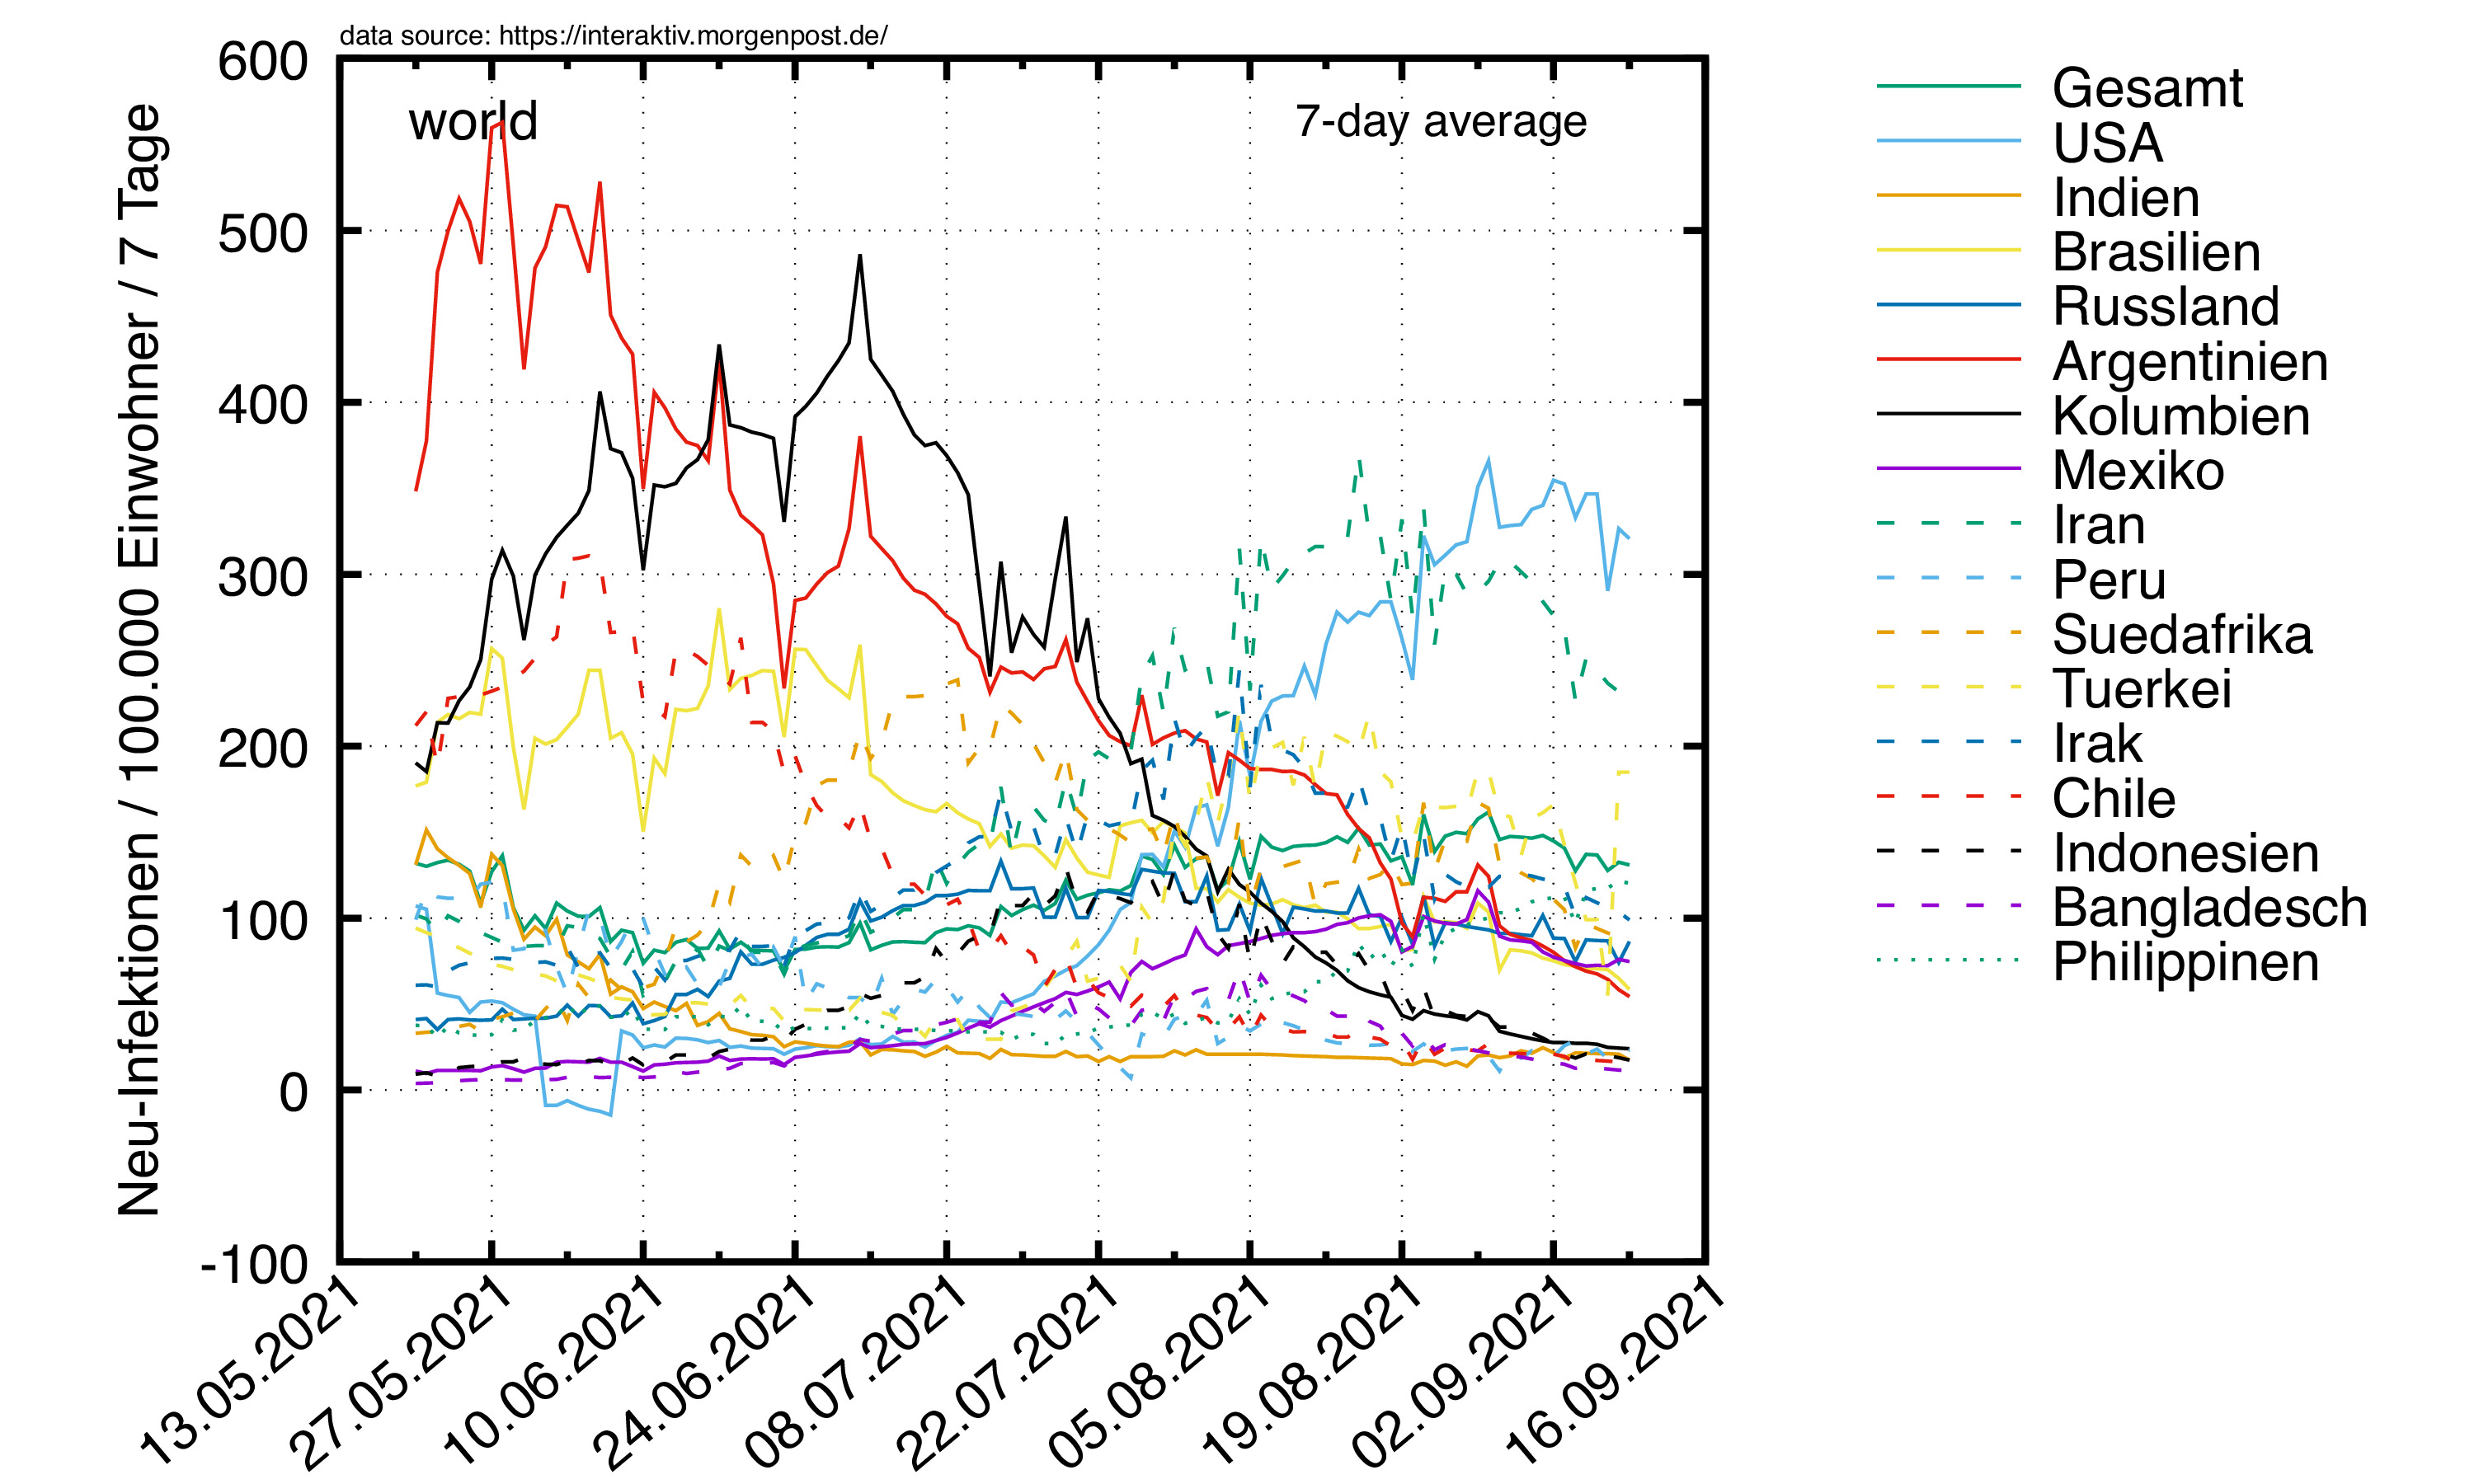 data source: https://interaktiv.morgenpost.de/
world
7-day average
Neu-Infektionen / 100.000 Einwohner / 7 Tage
600
500
400
300
200
100
0
-100
13.05.2021
27.05.2021
10.06.2021
24.06.2021
08.07.2021
22.07.2021
05.08.2021
19.08.2021
02.09.2021
16.09.2021
Gesamt
USA
Indien
Brasilien
Russland
Argentinien
Kolumbien
Mexiko
Iran
Peru
Suedafrika
Tuerkei
Irak
Chile
Indonesien
Bangladesch
Philippinen